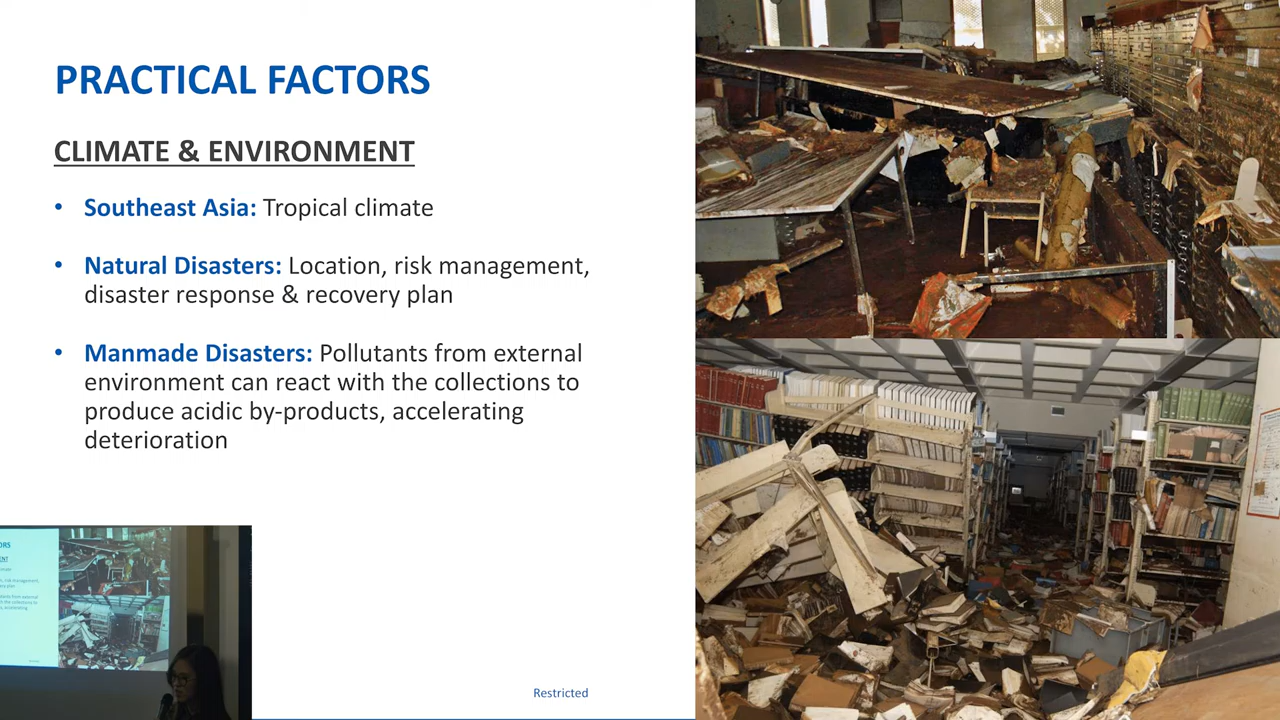 PRACTICAL FACTORS
CLIMATE & ENVIRONMENT
• Southeast Asia: Tropical climate
• Natural Disasters: Location, risk management,
disaster response & recovery plan
• Manmade Disasters: Pollutants from external
environment can react with the collections to
produce acidic by-products, accelerating
deterioration
Restricted